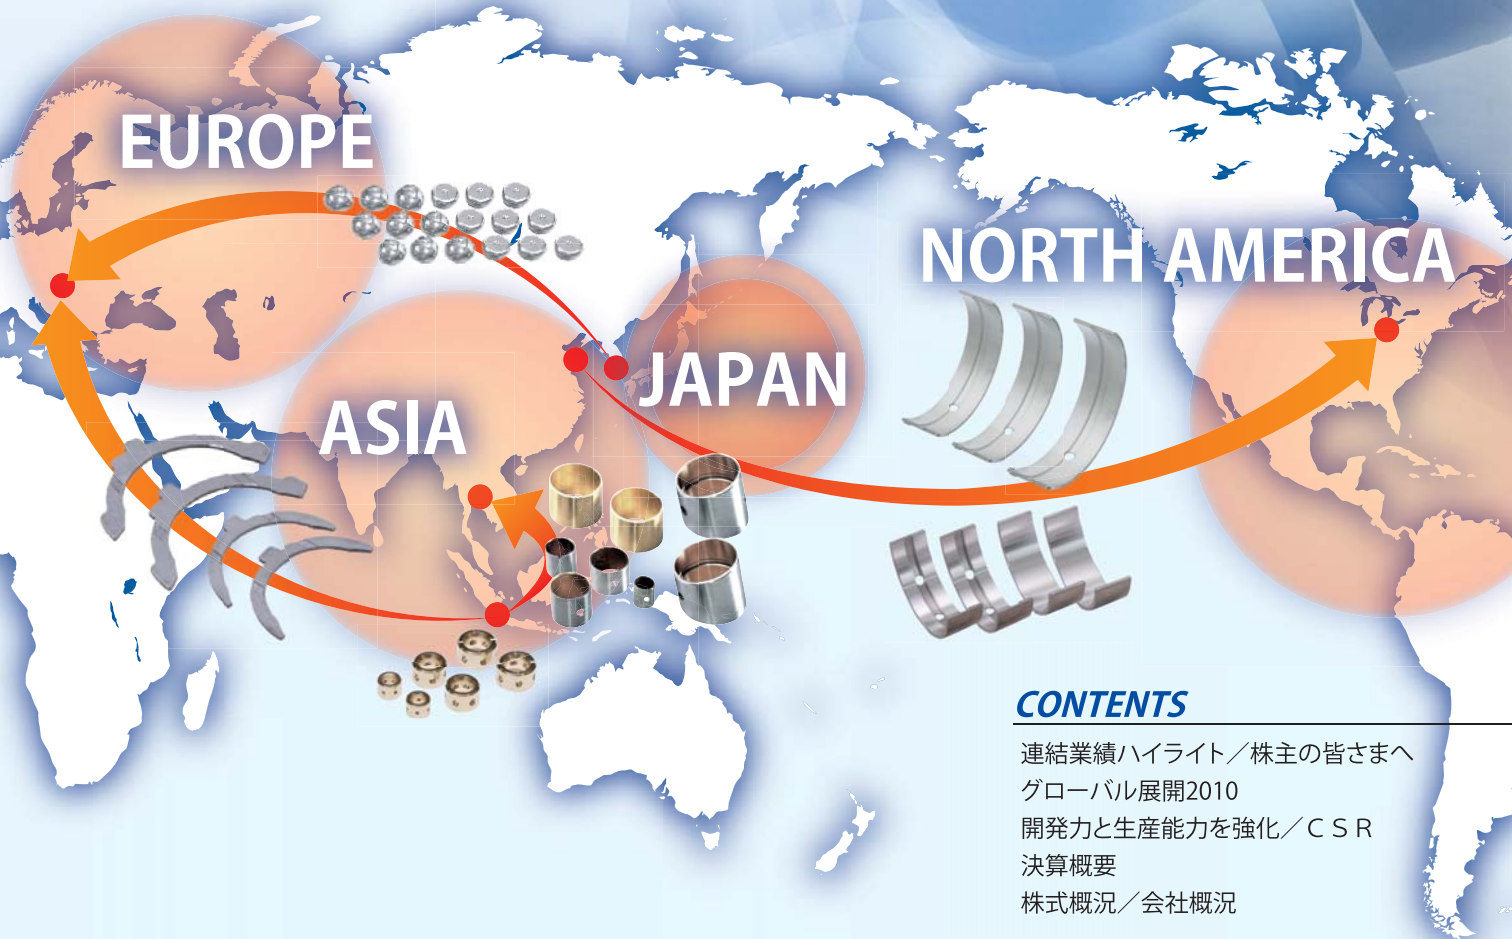 EUROPE
NORTH AMERICA
JAPAN
ASIA
CONTENTS
連結業績ハイライト／株主の皆さまへ
グローバル展開2010
開発力と生産能力を強化／ＣＳＲ
決算概要
株式概況／会社概況